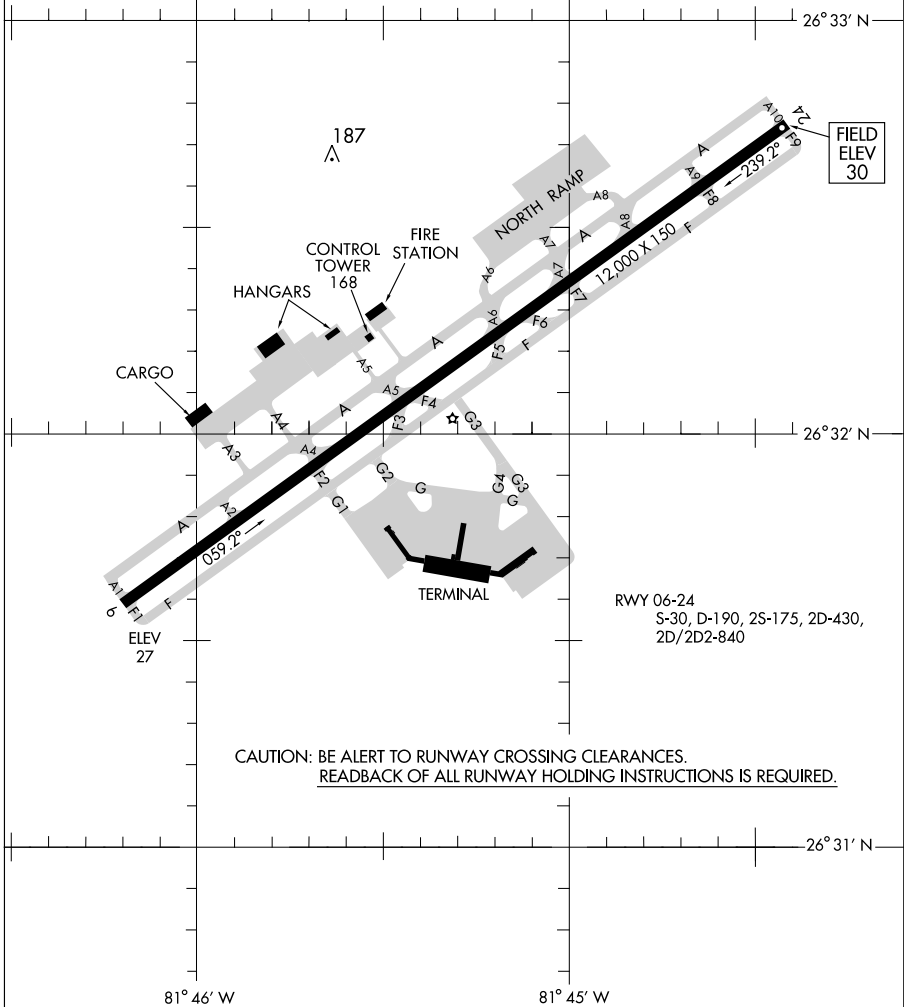 26° 33' N
187
A10
24
F9
FIELD
ELEV
30
A
A9
239.2°
F8
NORTH RAMP
A8
A8
F
A7
A
A7
12,000 X 150
F7
FIRE
STATION
CONTROL
TOWER
168
HANGARS
A6
A6
F6
F
F5
A
A5
A5
F4
CARGO
A
A4
F3
G3
26° 32' N
A3
A4
F2
G2
G
G4
G3
G
G1
A2
A
059.2°
A1
F1
F
6
ELEV
27
TERMINAL
RWY 06-24
S-30, D-190, 2S-175, 2D-430,
2D/2D2-840
CAUTION: BE ALERT TO RUNWAY CROSSING CLEARANCES.
READBACK OF ALL RUNWAY HOLDING INSTRUCTIONS IS REQUIRED.
26° 31' N
81° 46' W
81° 45' W